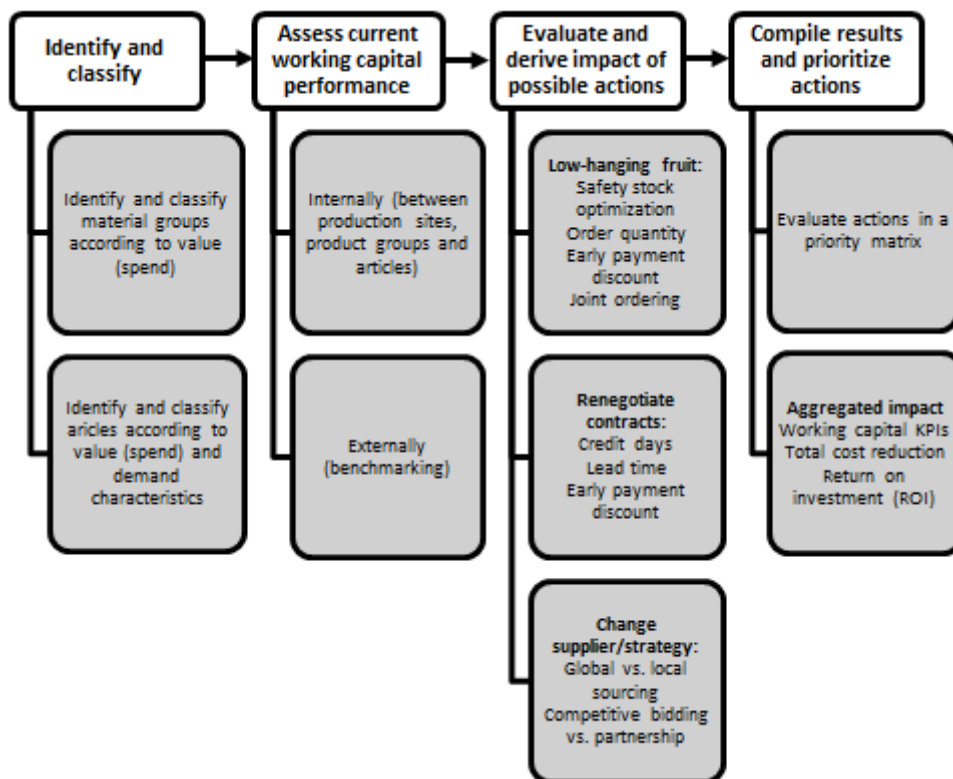 Identify and
classify
Assess current
working capital
performance
Evaluate and
derive impact of
possible actions
Compile results
and prioritize
actions
Identify and classify
material groups
according to value
(spend)
Identify and classify
aricles according to
value (spend) and
demand
characteristics
Internally (between
production sites,
product groups and
articles)
Externally
(benchmarking)
Low-hanging fruit:
Safety stock
optimization
Order quantity
Early payment
discount
Joint ordering
Renegotiate
contracts:
Credit days
Lead time
Early payment
discount
Change
supplier/strategy:
Global vs. local
sourcing
Competitive bidding
vs. partnership
Evaluate actions in a
priority matrix
Aggregated impact
Working capital KPIs
Total cost reduction
Return on
investment (ROI)